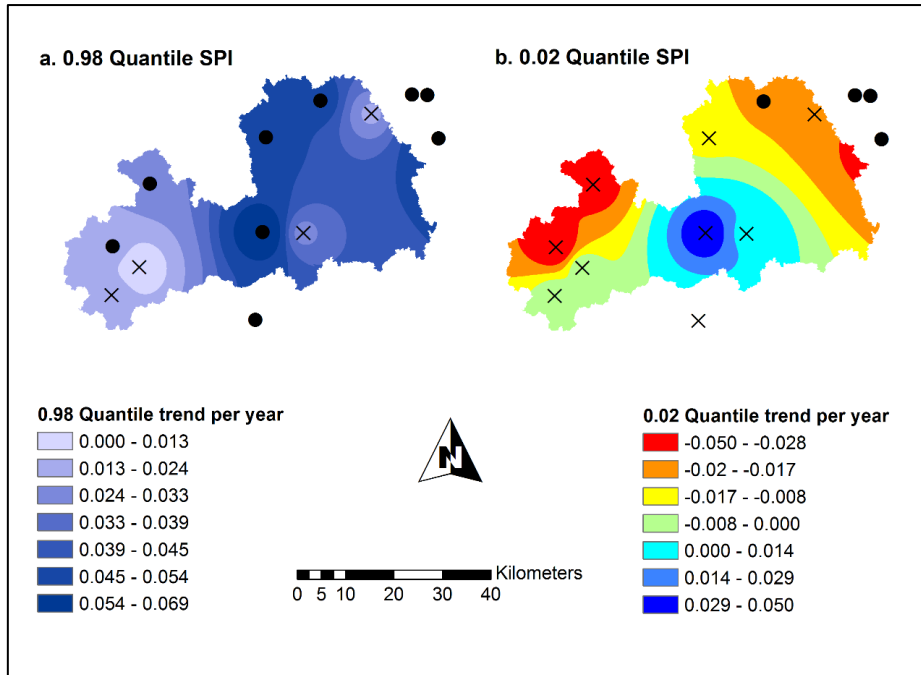 a. 0.98 Quantile SPI
b. 0.02 Quantile SPI
0.98 Quantile trend per year
0.000 - 0.013
0.013 - 0.024
0.024 - 0.033
0.033 - 0.039
0.039 - 0.045
0.045 - 0.054
0.054 - 0.069
N
Kilometers
0 5 10 20 30 40
0.02 Quantile trend per year
-0.050 - -0.028
-0.02 - -0.017
-0.017 - -0.008
-0.008 - 0.000
0.000 - 0.014
0.014 - 0.029
0.029 - 0.050